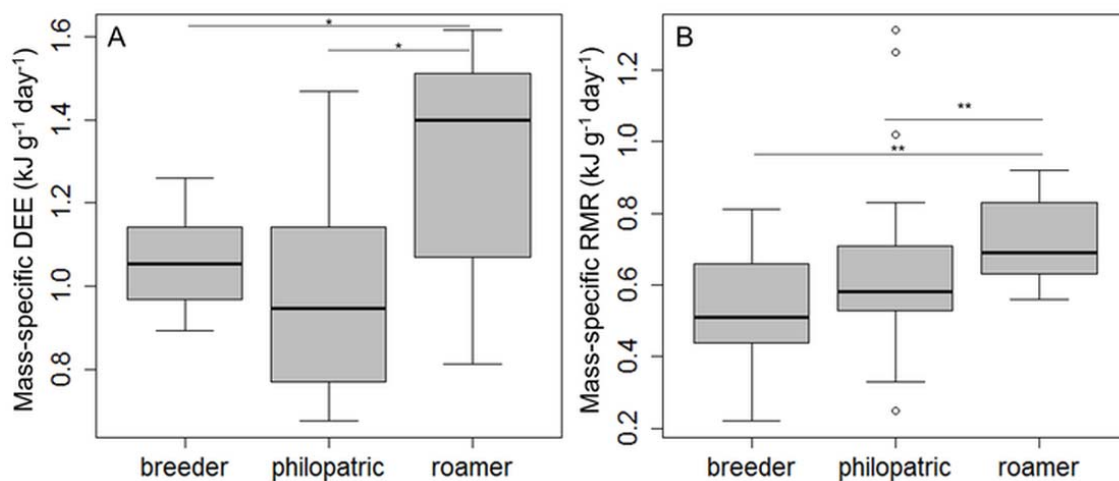 A
Mass-specific DEE (kJ g⁻¹ day⁻¹)
1.6
1.4
1.2
1.0
0.8
*
*
breeder philopatric roamer
B
Mass-specific RMR (kJ g⁻¹ day⁻¹)
1.2
1.0
0.8
0.6
0.4
0.2
**
**
breeder philopatric roamer